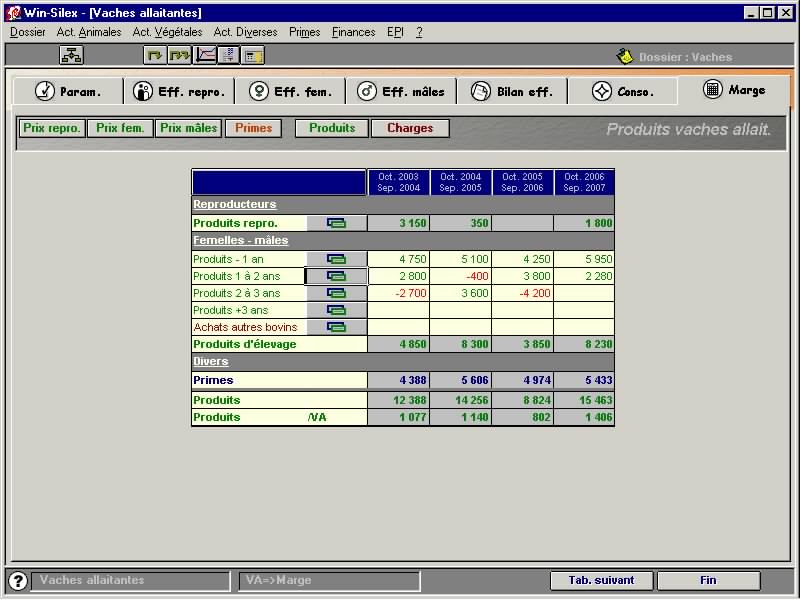 Win-Silex - [Vaches allaitantes]
Dossier Act. Animales Act. Végétales Act. Diverses Primes Finances EPI ?
Dossier : Vaches
Param. Eff. repro. Eff. fem. Eff. mâles Bilan eff. Conso. Marge
Prix repro. Prix fem. Prix mâles Primes Produits Charges Produits vaches allait.
Oct. 2003 Oct. 2004 Oct. 2005 Oct. 2006
Sep. 2004 Sep. 2005 Sep. 2006 Sep. 2007
Reproducteurs
Produits repro. 3 150 350 1 800
Femelles - mâles
Produits - 1 an 4 750 5 100 4 250 5 950
Produits 1 à 2 ans 2 800 -400 3 800 2 280
Produits 2 à 3 ans -2 700 3 600 -4 200
Produits +3 ans
Achats autres bovins
Produits d'élevage 4 850 8 300 3 850 8 230
Divers
Primes 4 388 5 606 4 974 5 433
Produits 12 388 14 256 8 824 15 463
Produits /VA 1 077 1 140 802 1 406
? Vaches allaitantes VA=>Marge Tab. suivant Fin